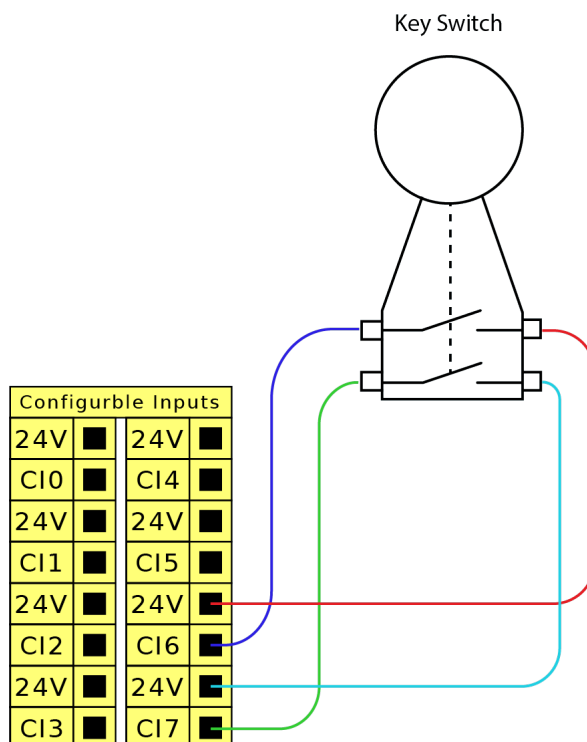 Key Switch
Configurble Inputs
24V 24V
CI0 CI4
24V 24V
CI1 CI5
24V 24V
CI2 CI6
24V 24V
CI3 CI7